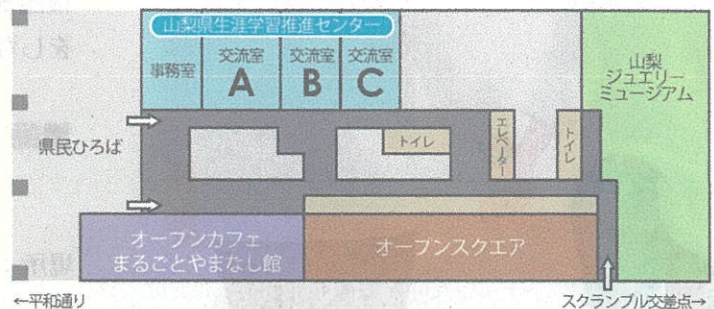 山梨県生涯学習推進センター
事務室
交流室
A
交流室
B
交流室
C
山梨
ジュエリー
ミュージアム
県民ひろば
トイレ
エレベーター
トイレ
オープンカフェ
まるごとやまなし館
オープンスクエア
←平和通り
スクランブル交差点→